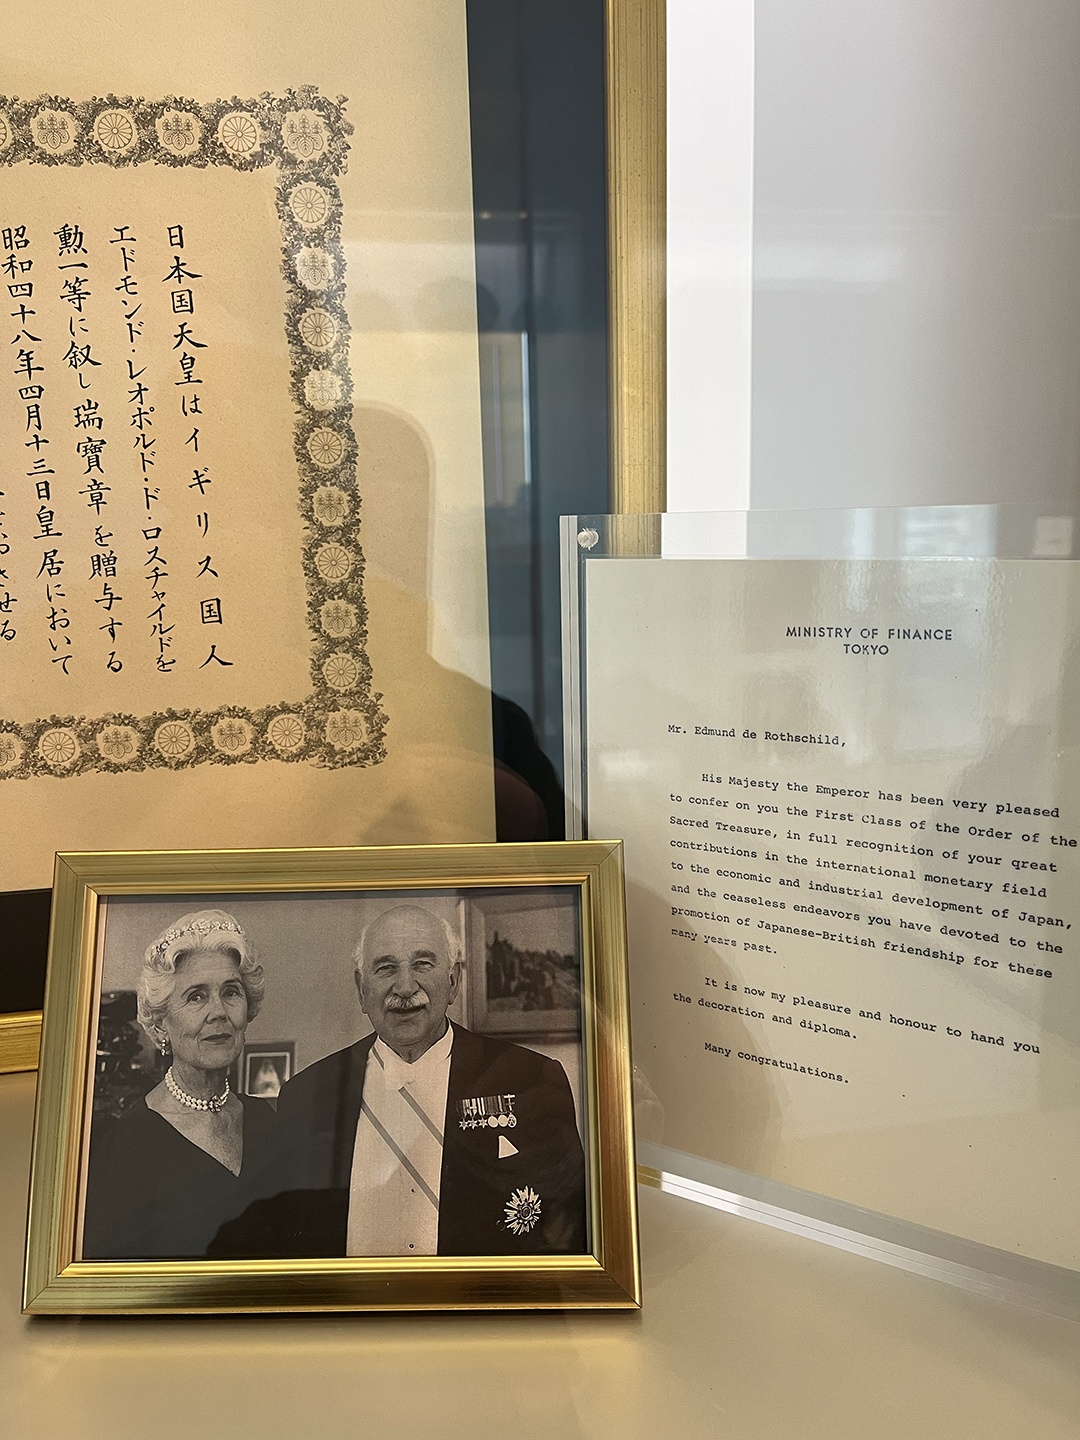 日本国天皇はイギリス国人
エドモンド・レオポルド・ド・ロスチャイルドを
勲一等に叙し瑞寶章を贈与する
昭和四十八年四月十三日皇居において
MINISTRY OF FINANCE
TOKYO
Mr. Edmund de Rothschild,
His Majesty the Emperor has been very pleased
to confer on you the First Class of the Order of the
Sacred Treasure, in full recognition of your qreat
contributions in the international monetary field
to the economic and industrial development of Japan,
and the ceaseless endeavors you have devoted to the
promotion of Japanese-British friendship for these
many years past.
It is now my pleasure and honour to hand you
the decoration and diploma.
Many congratulations.